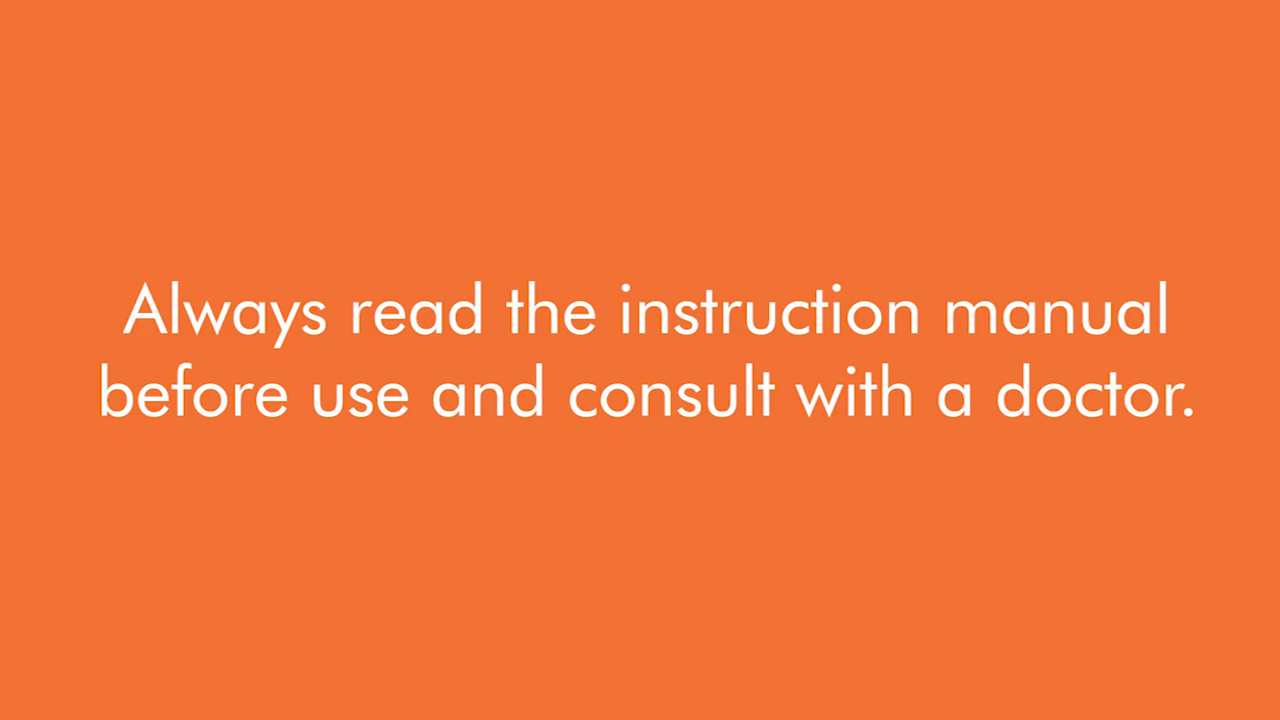 Always read the instruction manual
before use and consult with a doctor.